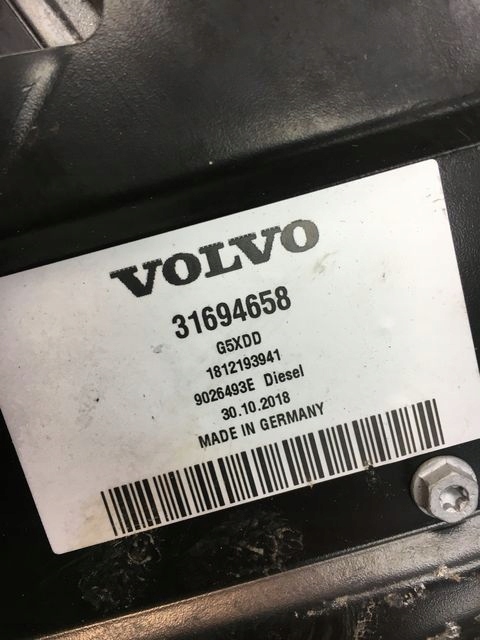 VOLVO
31694658
G5XDD
1812193941
9026493E Diesel
30.10.2018
MADE IN GERMANY